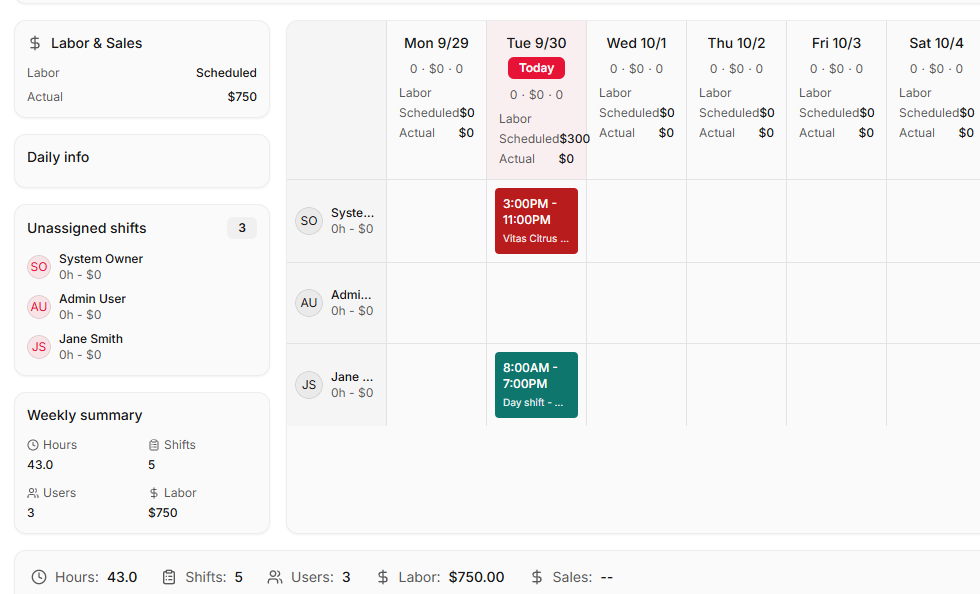 Labor & Sales
Labor Scheduled
Actual $750
Daily info
Unassigned shifts 3
SO System Owner
0h - $0
AU Admin User
0h - $0
JS Jane Smith
0h - $0
Weekly summary
Hours Shifts
43.0 5
Users Labor
3 $750
Mon 9/29
0 · $0 · 0
Labor
Scheduled$0
Actual $0
Tue 9/30
Today
0 · $0 · 0
Labor
Scheduled$300
Actual $0
Wed 10/1
0 · $0 · 0
Labor
Scheduled$0
Actual $0
Thu 10/2
0 · $0 · 0
Labor
Scheduled$0
Actual $0
Fri 10/3
0 · $0 · 0
Labor
Scheduled$0
Actual $0
Sat 10/4
0 · $0 · 0
Labor
Scheduled$0
Actual $0
SO Syste...
0h - $0
3:00PM -
11:00PM
Vitas Citrus ...
AU Admi...
0h - $0
JS Jane ...
0h - $0
8:00AM -
7:00PM
Day shift - ...
Hours: 43.0 Shifts: 5 Users: 3 Labor: $750.00 Sales: --